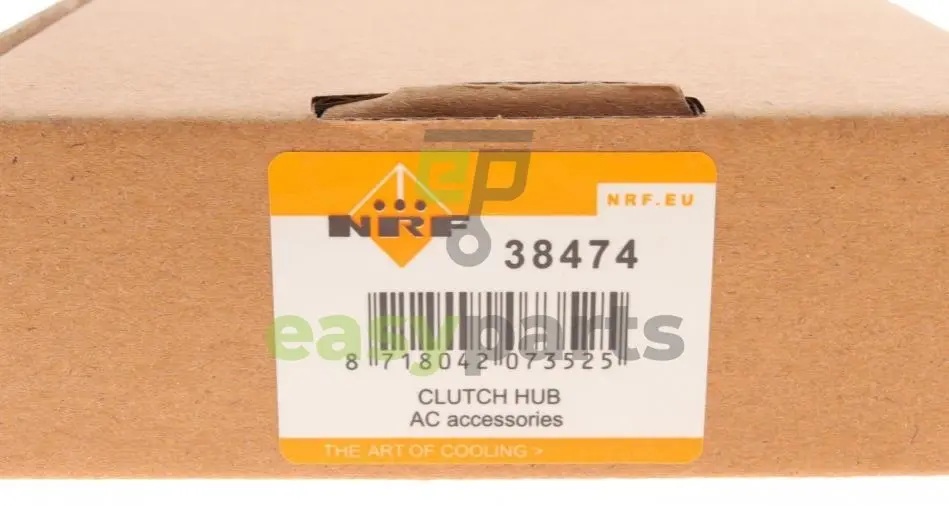 ep
NRF.EU
NRF
38474
easyparts
8 718042 073525
CLUTCH HUB
AC accessories
THE ART OF COOLING >